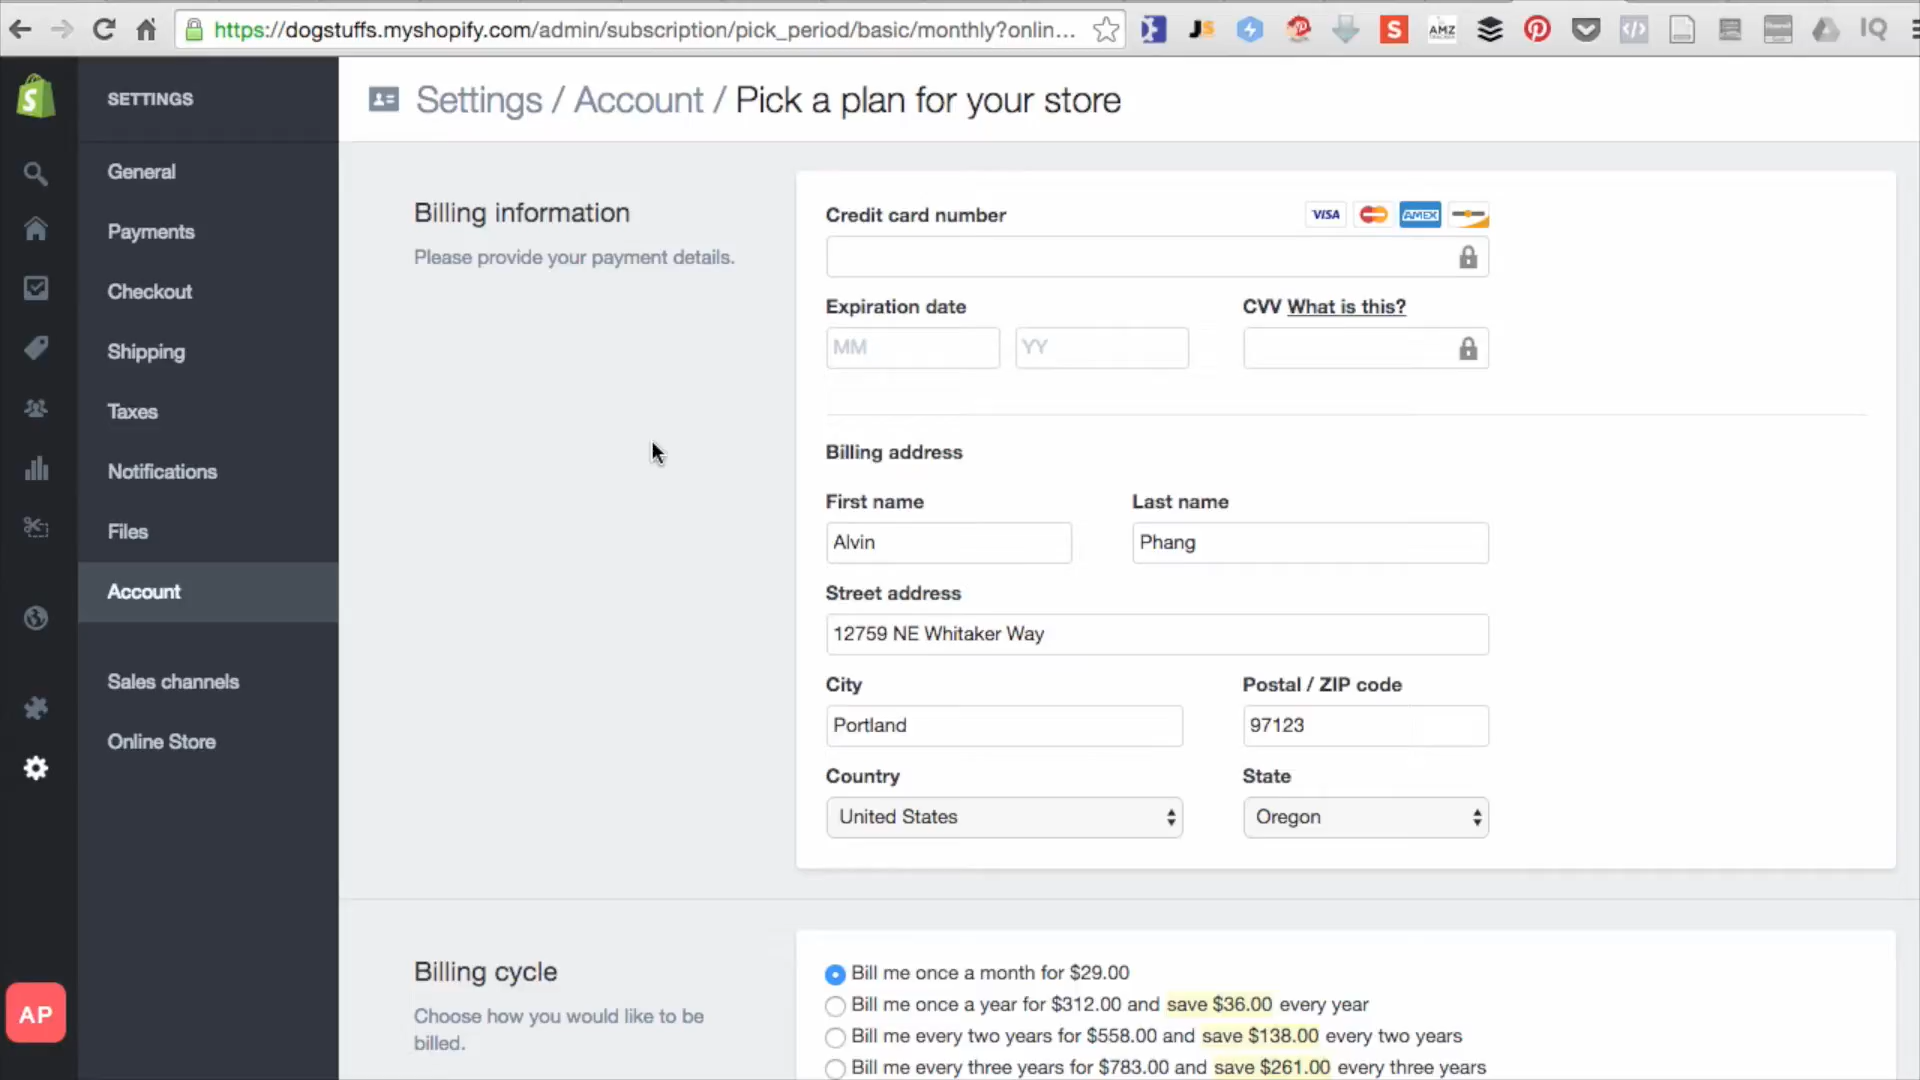 https://dogstuffs.myshopify.com/admin/subscription/pick_period/basic/monthly?onlin...
JS
S
AMZ
IQ
SETTINGS
General
Payments
Checkout
Shipping
Taxes
Notifications
Files
Account
Sales channels
Online Store
AP
Settings / Account / Pick a plan for your store
Billing information
Please provide your payment details.
Credit card number
VISA
AMEX
Expiration date
CVV What is this?
MM
YY
Billing address
First name
Last name
Alvin
Phang
Street address
12759 NE Whitaker Way
City
Postal / ZIP code
Portland
97123
Country
State
United States
Oregon
Billing cycle
Choose how you would like to be
billed.
Bill me once a month for $29.00
Bill me once a year for $312.00 and save $36.00 every year
Bill me every two years for $558.00 and save $138.00 every two years
Bill me every three years for $783.00 and save $261.00 every three years